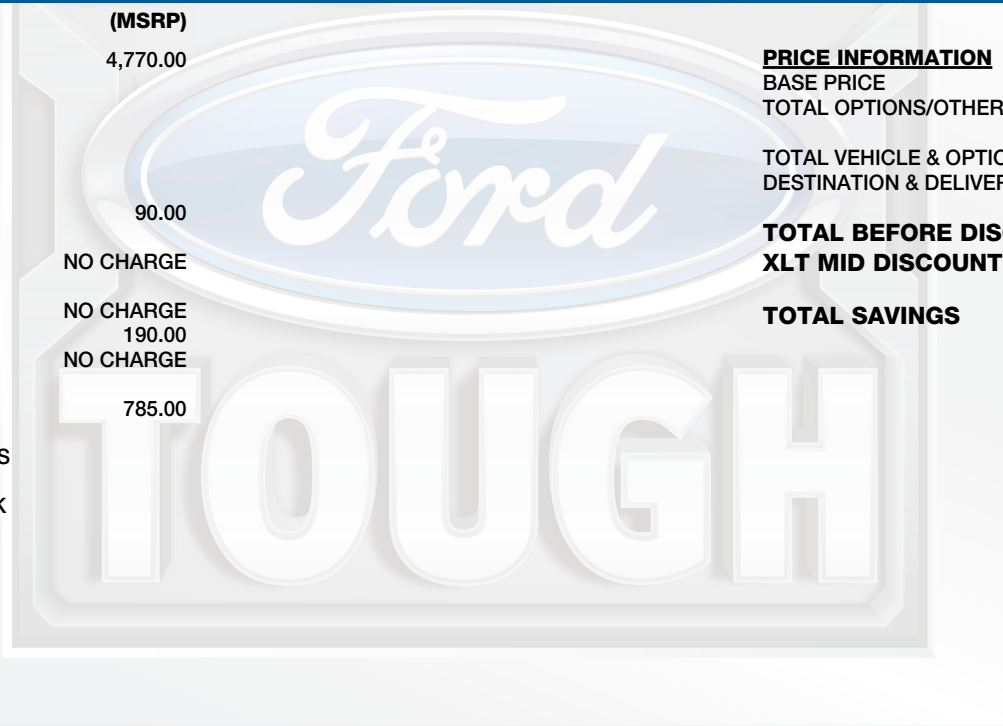 (MSRP)
4,770.00
90.00
NO CHARGE
NO CHARGE
190.00
NO CHARGE
785.00
S
K
PRICE INFORMATION
BASE PRICE
TOTAL OPTIONS/OTHER
TOTAL VEHICLE & OPTIO
DESTINATION & DELIVER
TOTAL BEFORE DIS
XLT MID DISCOUNT
TOTAL SAVINGS
Ford
TOUGH